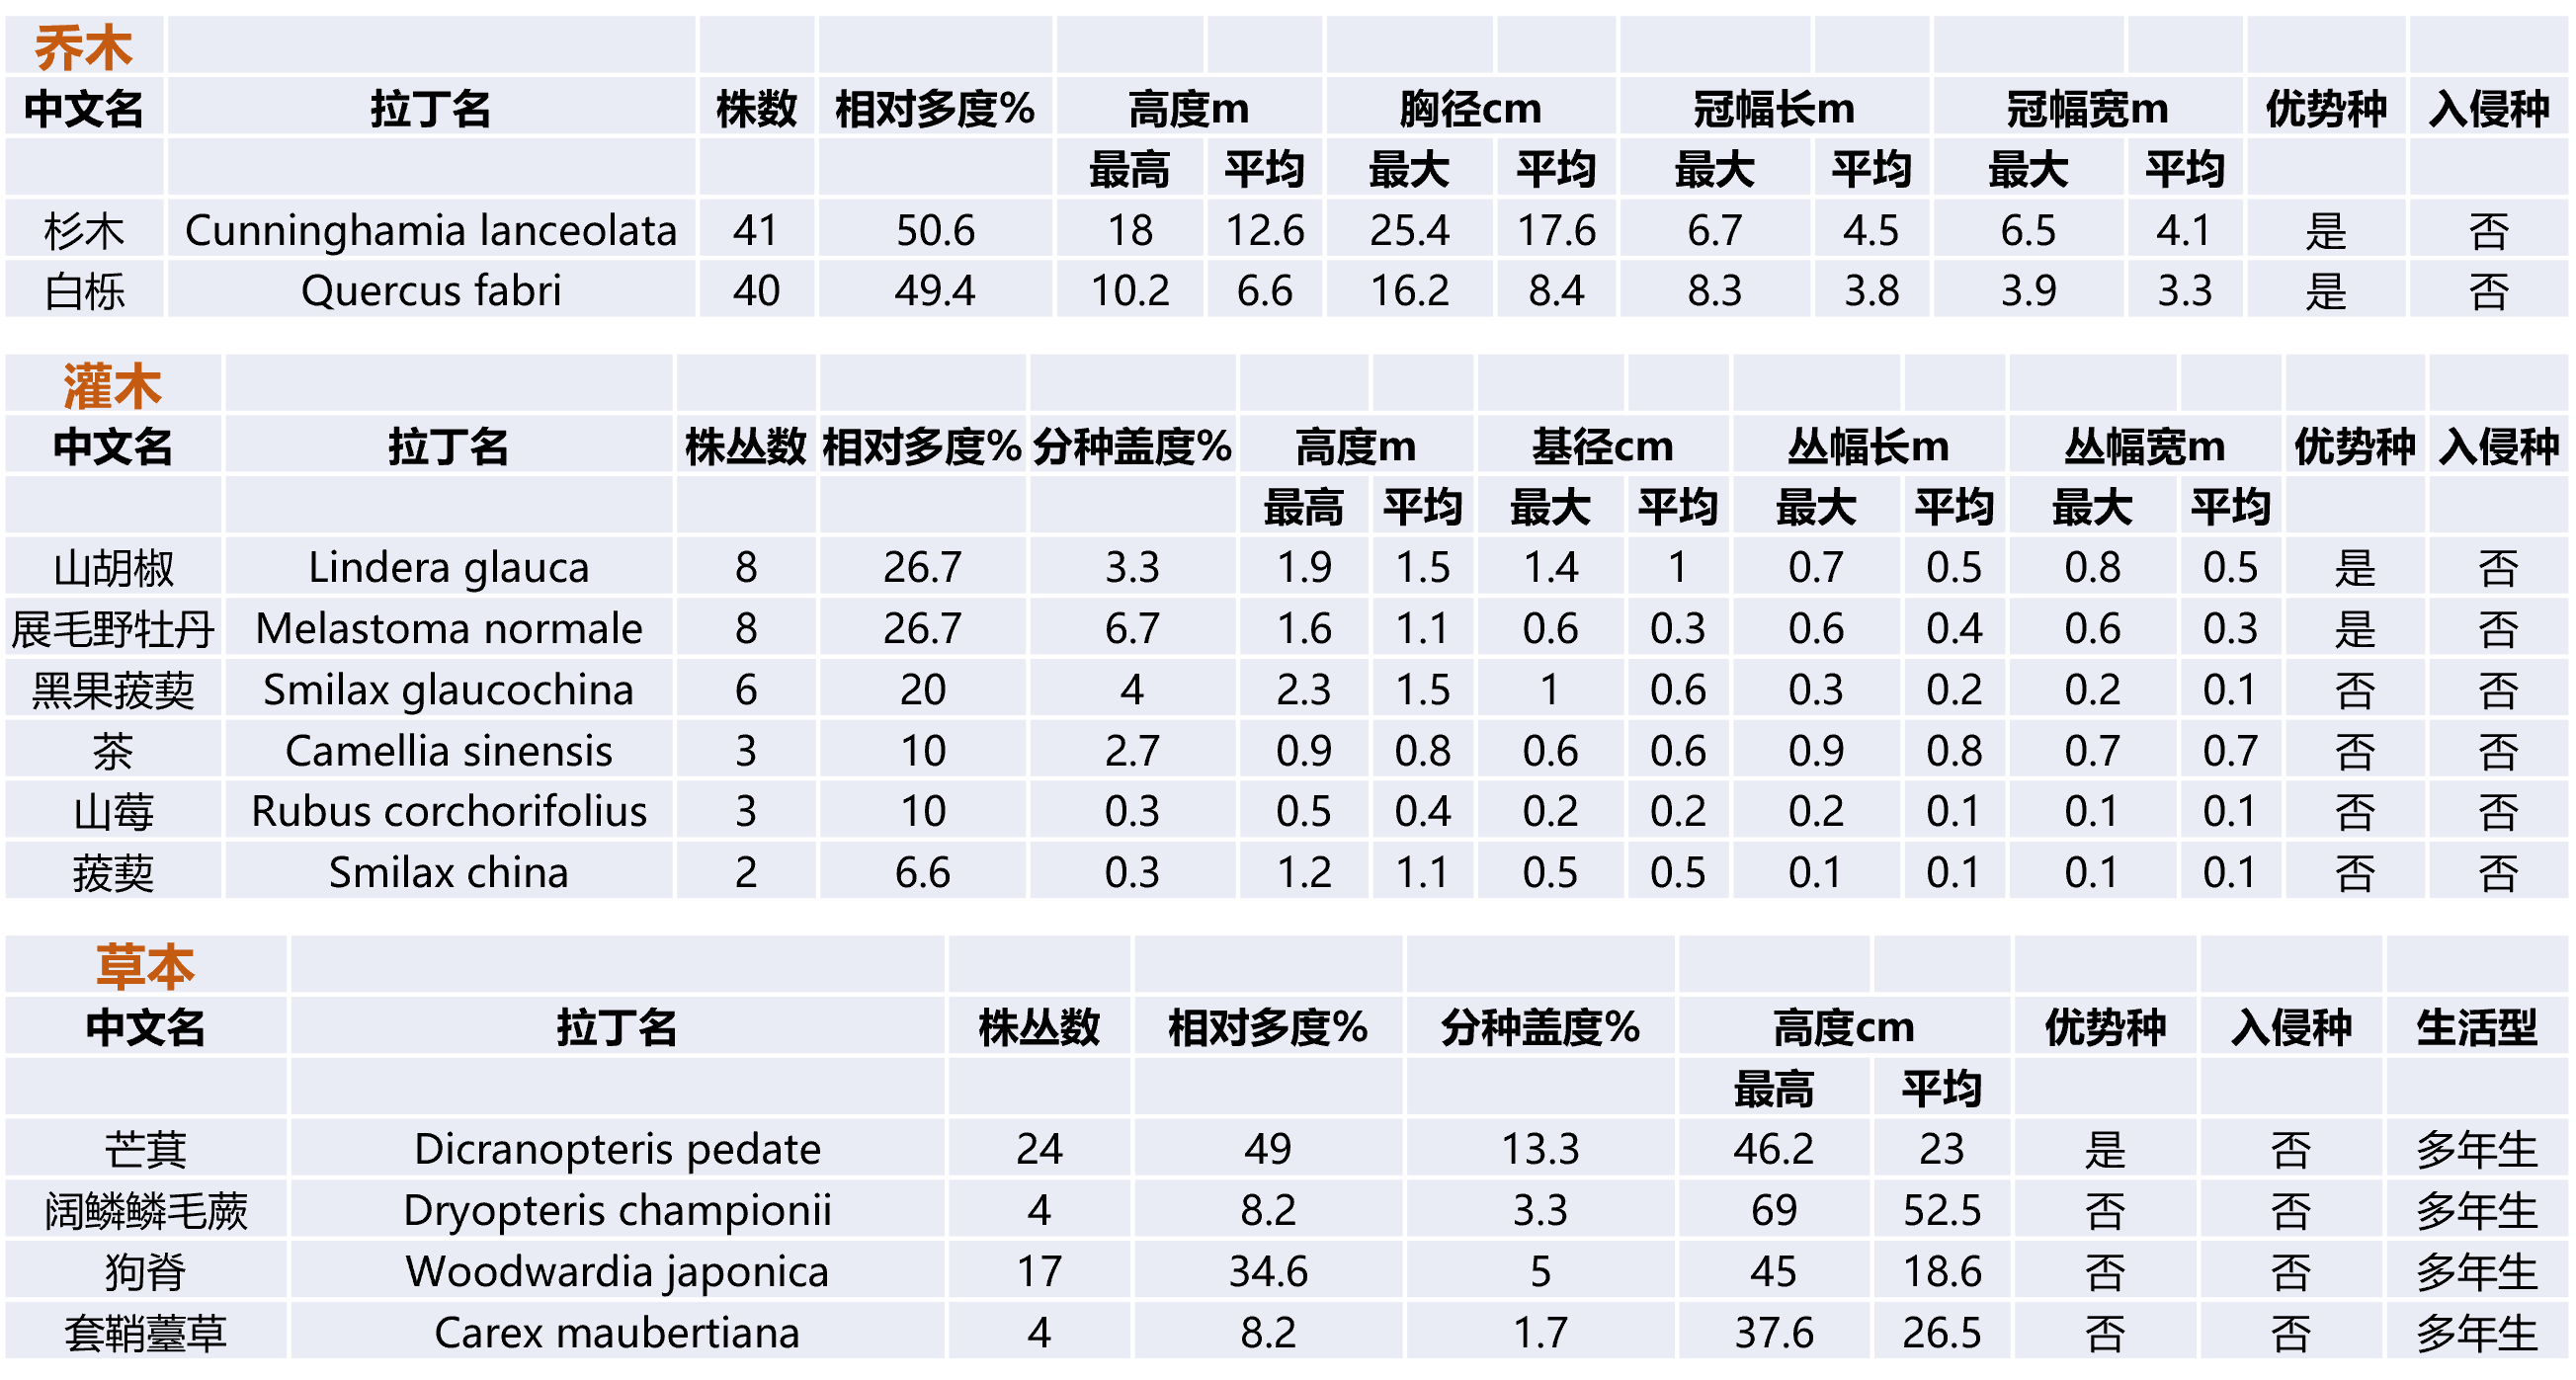 乔木
中文名 拉丁名 株数 相对多度% 高度m 胸径cm 冠幅长m 冠幅宽m 优势种 入侵种
最高 平均 最大 平均 最大 平均 最大 平均
杉木 Cunninghamia lanceolata 41 50.6 18 12.6 25.4 17.6 6.7 4.5 6.5 4.1 是 否
白栎 Quercus fabri 40 49.4 10.2 6.6 16.2 8.4 8.3 3.8 3.9 3.3 是 否
灌木
中文名 拉丁名 株丛数 相对多度% 分种盖度% 高度m 基径cm 丛幅长m 丛幅宽m 优势种 入侵种
最高 平均 最大 平均 最大 平均 最大 平均
山胡椒 Lindera glauca 8 26.7 3.3 1.9 1.5 1.4 1 0.7 0.5 0.8 0.5 是 否
展毛野牡丹 Melastoma normale 8 26.7 6.7 1.6 1.1 0.6 0.3 0.6 0.4 0.6 0.3 是 否
黑果菝葜 Smilax glaucochina 6 20 4 2.3 1.5 1 0.6 0.3 0.2 0.2 0.1 否 否
茶 Camellia sinensis 3 10 2.7 0.9 0.8 0.6 0.6 0.9 0.8 0.7 0.7 否 否
山莓 Rubus corchorifolius 3 10 0.3 0.5 0.4 0.2 0.2 0.2 0.1 0.1 0.1 否 否
菝葜 Smilax china 2 6.6 0.3 1.2 1.1 0.5 0.5 0.1 0.1 0.1 0.1 否 否
草本
中文名 拉丁名 株丛数 相对多度% 分种盖度% 高度cm 优势种 入侵种 生活型
最高 平均
芒萁 Dicranopteris pedate 24 49 13.3 46.2 23 是 否 多年生
阔鳞鳞毛蕨 Dryopteris championii 4 8.2 3.3 69 52.5 否 否 多年生
狗脊 Woodwardia japonica 17 34.6 5 45 18.6 否 否 多年生
套鞘薹草 Carex maubertiana 4 8.2 1.7 37.6 26.5 否 否 多年生